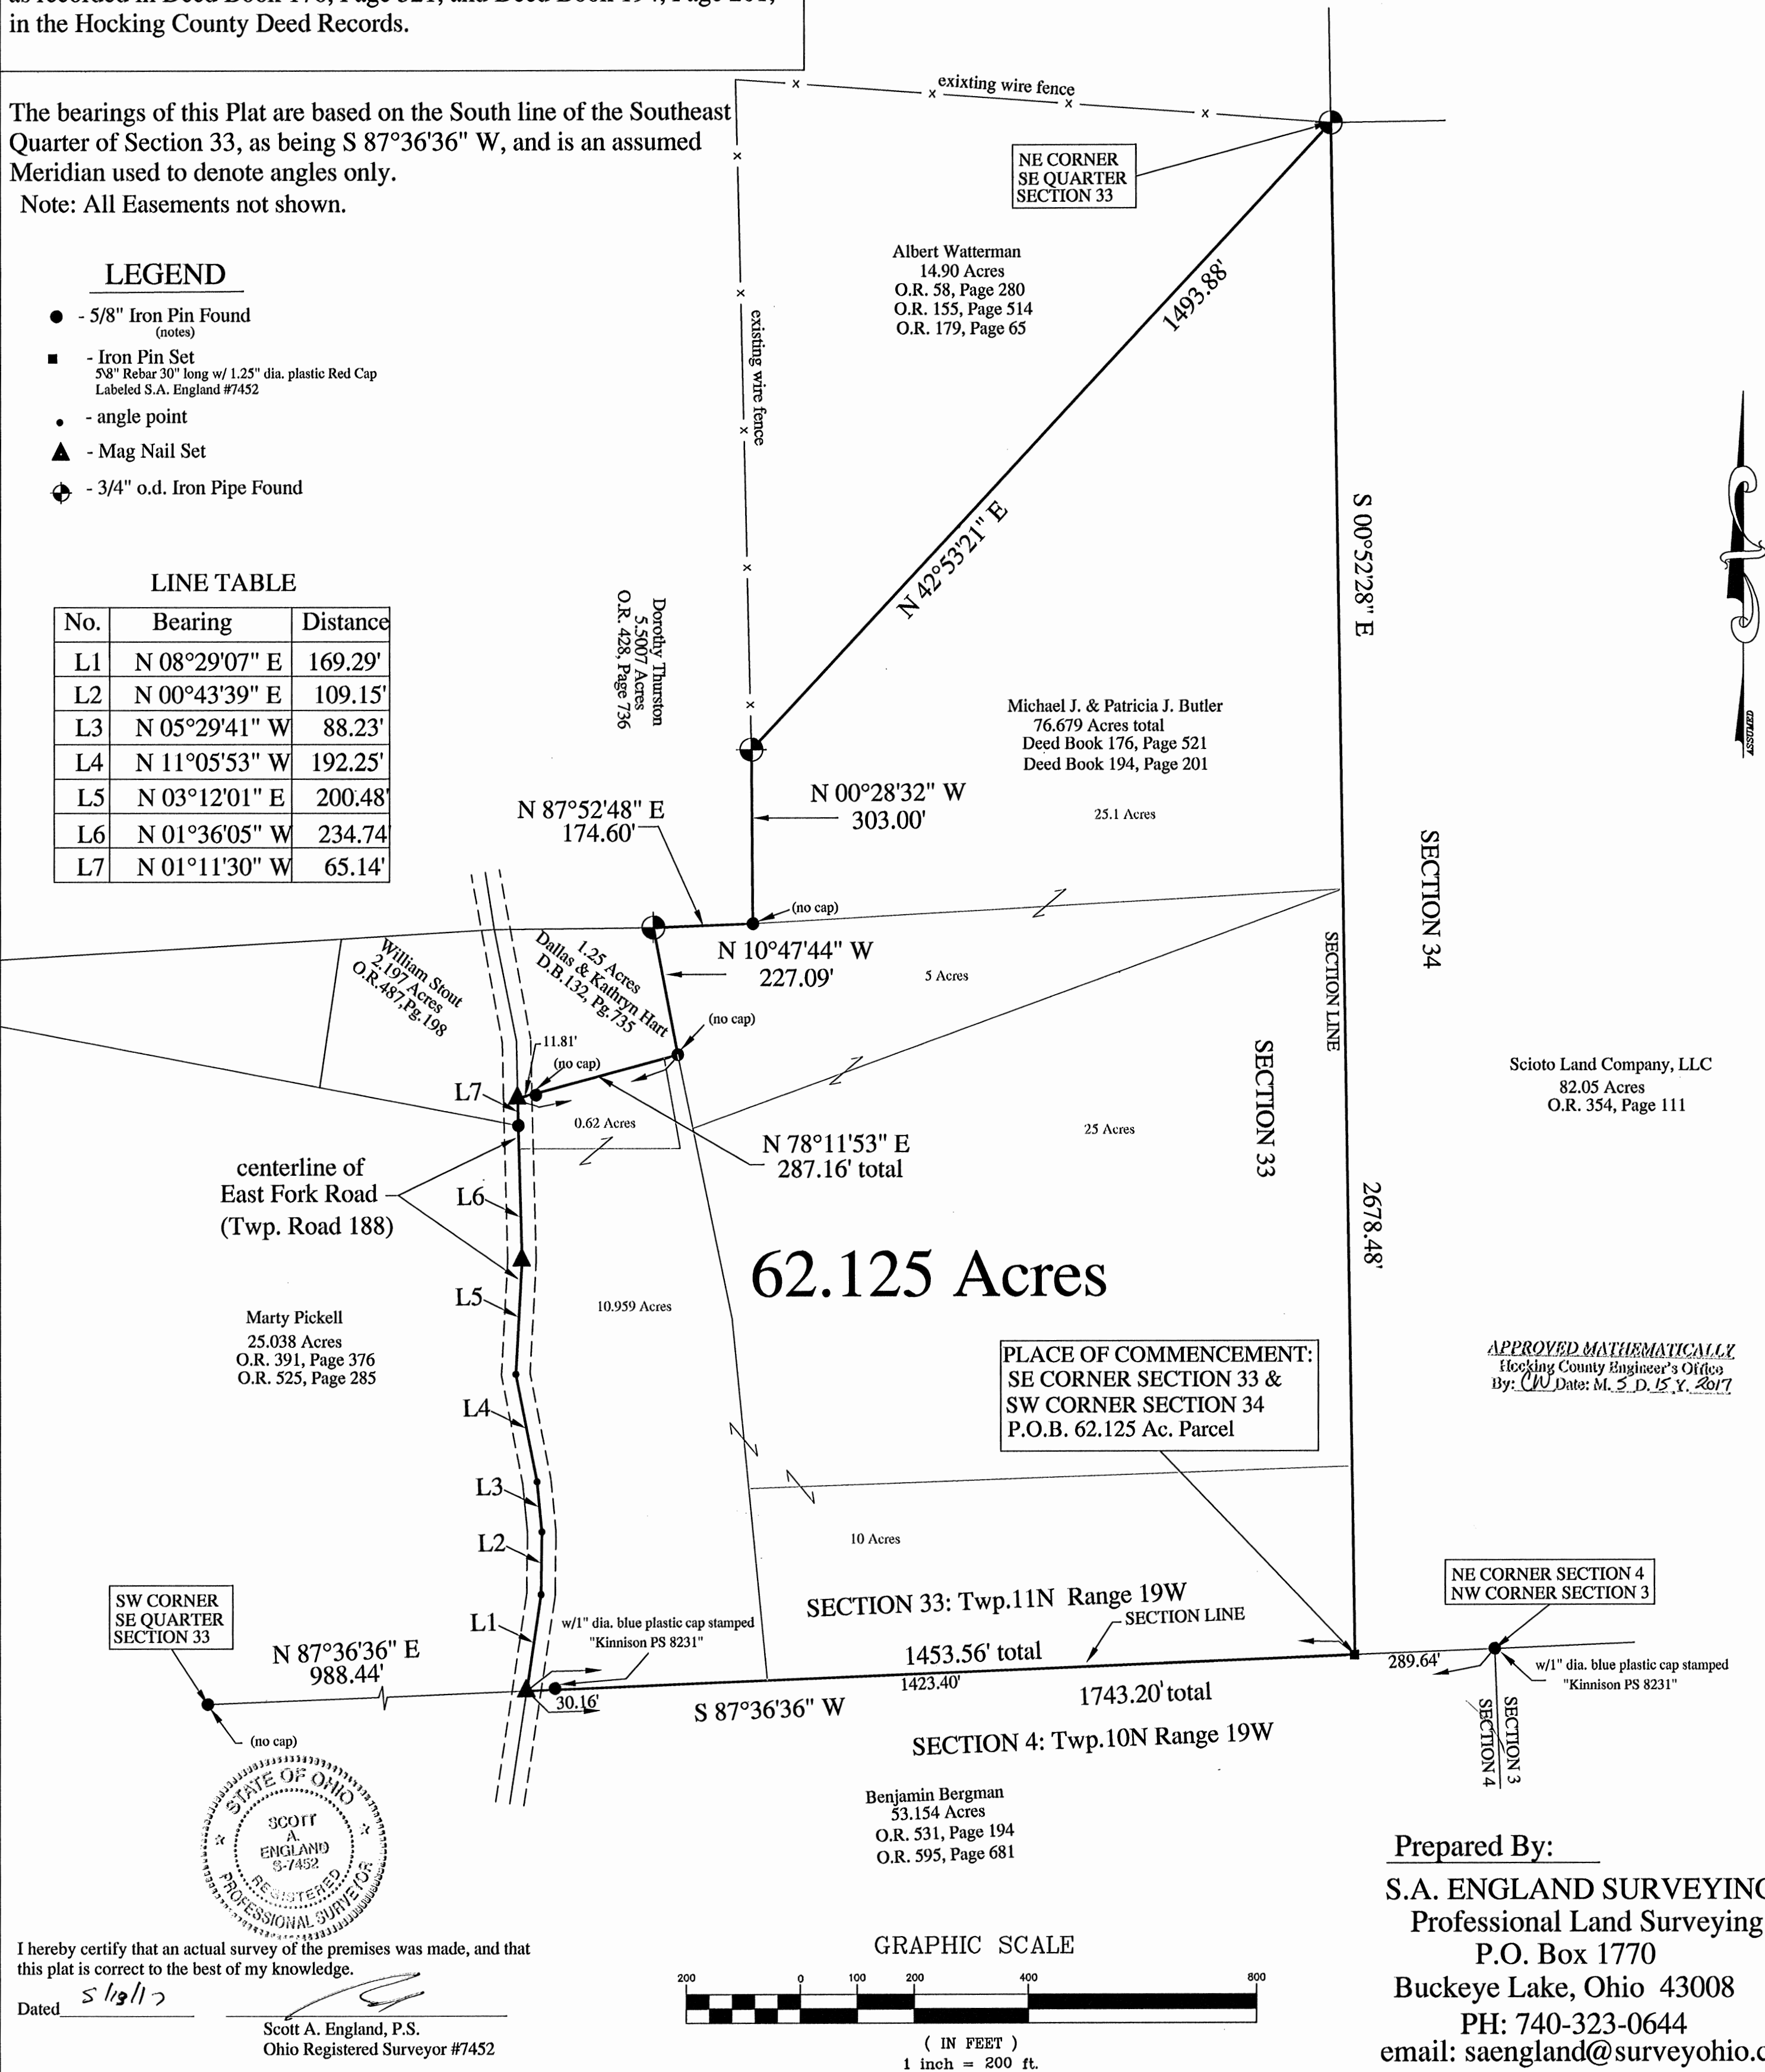 in the Hocking County Deed Records.
The bearings of this Plat are based on the South line of the Southeast
Quarter of Section 33, as being S 87°36'36" W, and is an assumed
Meridian used to denote angles only.
Note: All Easements not shown.
LEGEND
- 5/8" Iron Pin Found
(notes)
- Iron Pin Set
5\8" Rebar 30" long w/ 1.25" dia. plastic Red Cap
Labeled S.A. England #7452
- angle point
- Mag Nail Set
- 3/4" o.d. Iron Pipe Found
LINE TABLE
No. Bearing Distance
L1 N 08°29'07" E 169.29'
L2 N 00°43'39" E 109.15'
L3 N 05°29'41" W 88.23'
L4 N 11°05'53" W 192.25'
L5 N 03°12'01" E 200.48'
L6 N 01°36'05" W 234.74'
L7 N 01°11'30" W 65.14'
exixting wire fence
NE CORNER
SE QUARTER
SECTION 33
Albert Watterman
14.90 Acres
O.R. 58, Page 280
O.R. 155, Page 514
O.R. 179, Page 65
existing wire fence
1493.88'
N 42°53'21" E
S 00°52'28" E
ASSUMED
Dorothy Thurston
5.5007 Acres
O.R. 428, Page 736
Michael J. & Patricia J. Butler
76.679 Acres total
Deed Book 176, Page 521
Deed Book 194, Page 201
25.1 Acres
N 00°28'32" W
303.00'
N 87°52'48" E
174.60'
(no cap)
N 10°47'44" W
227.09'
5 Acres
SECTION 34
SECTION LINE
William Stout
2.197 Acres
O.R.487,Pg.198
1.25 Acres
Dallas & Kathryn Hart
D.B.132, Pg.735
(no cap)
11.81'
(no cap)
L7
0.62 Acres
N 78°11'53" E
287.16' total
25 Acres
SECTION 33
Scioto Land Company, LLC
82.05 Acres
O.R. 354, Page 111
2678.48'
centerline of
East Fork Road
(Twp. Road 188)
L6
62.125 Acres
L5
10.959 Acres
Marty Pickell
25.038 Acres
O.R. 391, Page 376
O.R. 525, Page 285
PLACE OF COMMENCEMENT:
SE CORNER SECTION 33 &
SW CORNER SECTION 34
P.O.B. 62.125 Ac. Parcel
APPROVED MATHEMATICALLY
Hocking County Engineer's Office
By: CW Date: M. 5 D. 15 Y. 2017
L4
L3
L2
L1
10 Acres
SW CORNER
SE QUARTER
SECTION 33
N 87°36'36" E
988.44'
(no cap)
w/1" dia. blue plastic cap stamped
"Kinnison PS 8231"
30.16'
SECTION 33: Twp.11N Range 19W
SECTION LINE
1453.56' total
1423.40'
S 87°36'36" W
1743.20' total
SECTION 4: Twp.10N Range 19W
289.64'
NE CORNER SECTION 4
NW CORNER SECTION 3
w/1" dia. blue plastic cap stamped
"Kinnison PS 8231"
SECTION 3
SECTION 4
Benjamin Bergman
53.154 Acres
O.R. 531, Page 194
O.R. 595, Page 681
STATE OF OHIO
SCOTT
A.
ENGLAND
S-7452
REGISTERED
PROFESSIONAL SURVEYOR
I hereby certify that an actual survey of the premises was made, and that
this plat is correct to the best of my knowledge.
Dated
Scott A. England, P.S.
Ohio Registered Surveyor #7452
GRAPHIC SCALE
200 0 100 200 400 800
( IN FEET )
1 inch = 200 ft.
Prepared By:
S.A. ENGLAND SURVEYING
Professional Land Surveying
P.O. Box 1770
Buckeye Lake, Ohio 43008
PH: 740-323-0644
email: saengland@surveyohio.c